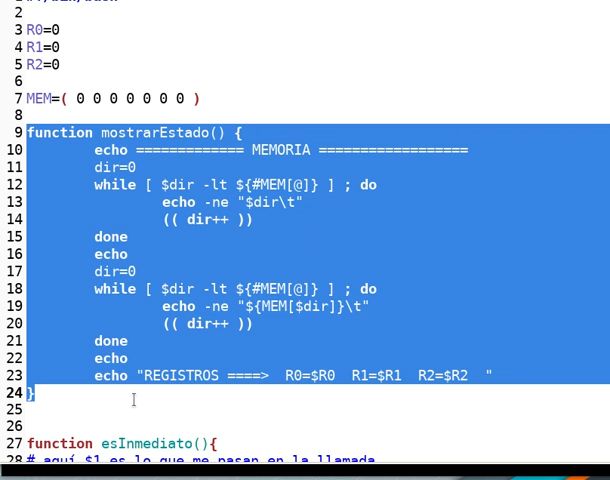 2
3 R0=0
4 R1=0
5 R2=0
6
7 MEM=( 0 0 0 0 0 0 0 )
8
9 function mostrarEstado() {
10 echo ============= MEMORIA ==================
11 dir=0
12 while [ $dir -lt ${#MEM[@]} ] ; do
13 echo -ne "$dir\t"
14 (( dir++ ))
15 done
16 echo
17 dir=0
18 while [ $dir -lt ${#MEM[@]} ] ; do
19 echo -ne "${MEM[$dir]}\t"
20 (( dir++ ))
21 done
22 echo
23 echo "REGISTROS ====> R0=$R0 R1=$R1 R2=$R2 "
24 }
25
26
27 function esInmediato(){
28 # aquí $1 es lo que me pasan en la llamada